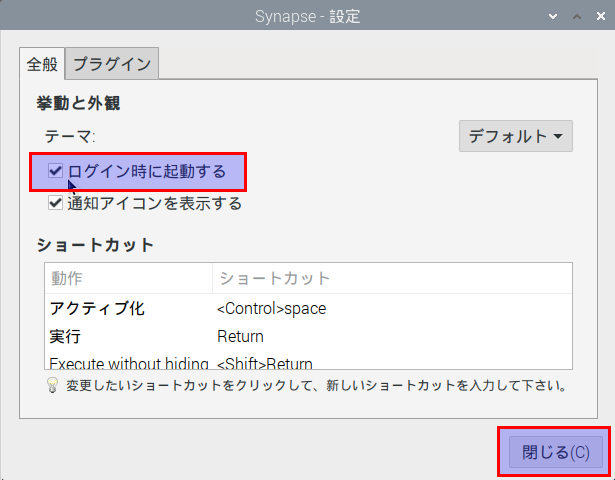 Synapse - 設定
全般 プラグイン
挙動と外観
テーマ: デフォルト
ログイン時に起動する
通知アイコンを表示する
ショートカット
動作 ショートカット
アクティブ化 <Control>space
実行 Return
Execute without hiding <Shift>Return
変更したいショートカットをクリックして、新しいショートカットを入力して下さい。
閉じる(C)